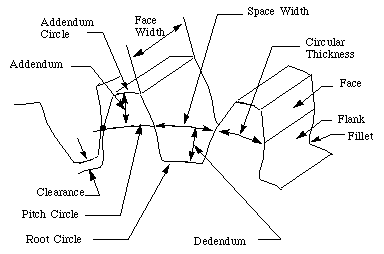 Addendum
Circle
Face
Width
Space Width
Addendum
Circular
Thickness
Face
Flank
Fillet
Clearance
Pitch Circle
Root Circle
Dedendum